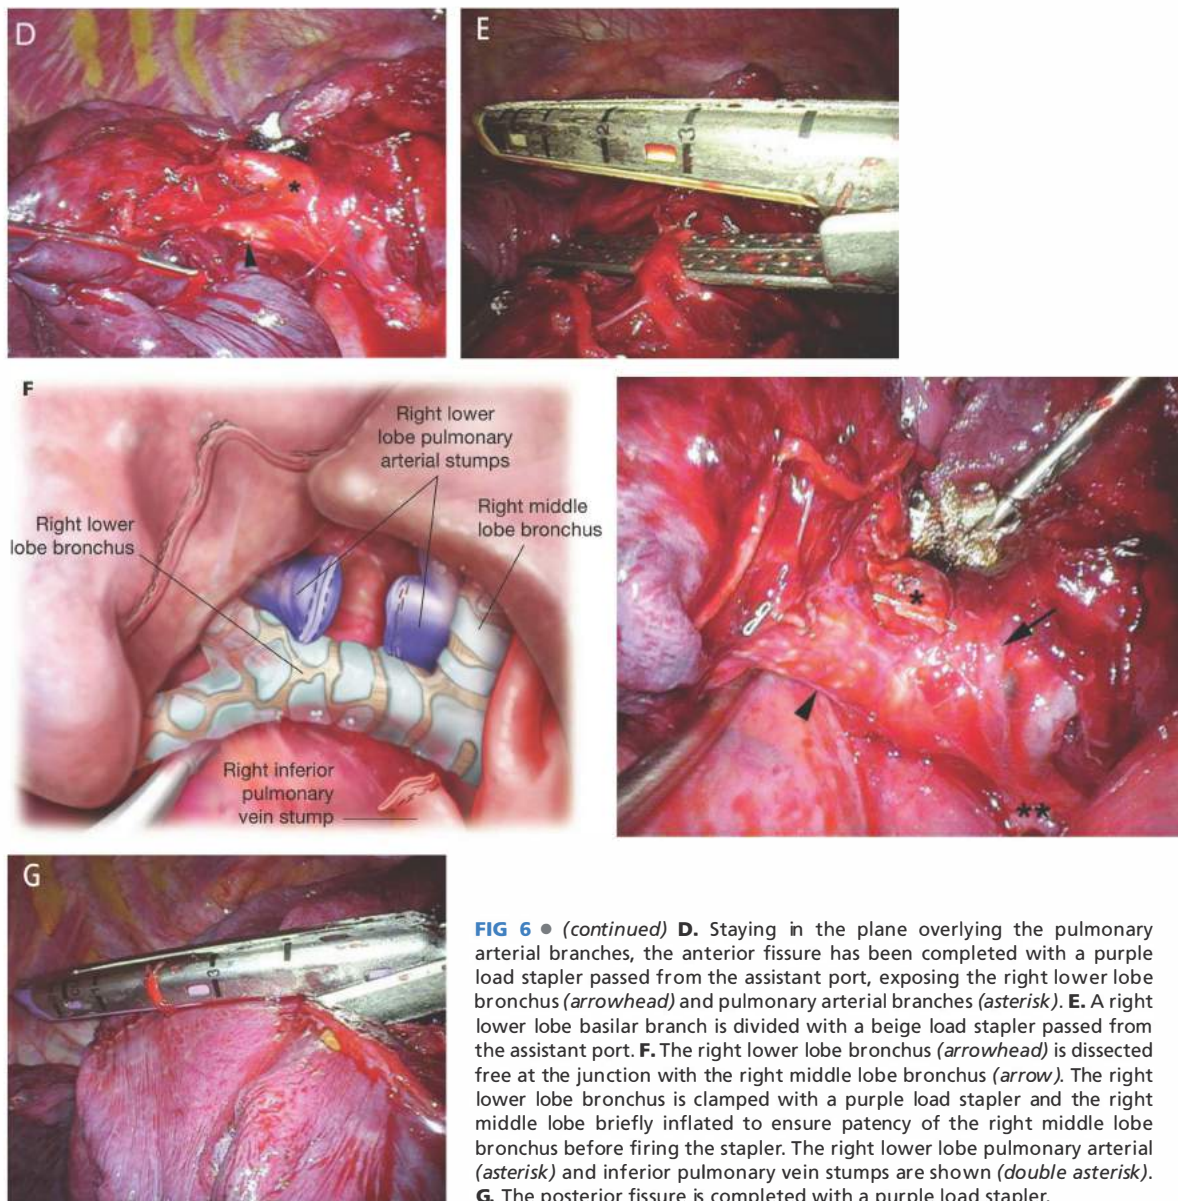 D
E
*
2
3
F
Right lower
lobe pulmonary
arterial stumps
Right lower
lobe bronchus
Right middle
lobe bronchus
Right inferior
pulmonary
vein stump
*
**
G
3
FIG 6 ● (continued) D. Staying in the plane overlying the pulmonary
arterial branches, the anterior fissure has been completed with a purple
load stapler passed from the assistant port, exposing the right lower lobe
bronchus (arrowhead) and pulmonary arterial branches (asterisk). E. A right
lower lobe basilar branch is divided with a beige load stapler passed from
the assistant port. F. The right lower lobe bronchus (arrowhead) is dissected
free at the junction with the right middle lobe bronchus (arrow). The right
lower lobe bronchus is clamped with a purple load stapler and the right
middle lobe briefly inflated to ensure patency of the right middle lobe
bronchus before firing the stapler. The right lower lobe pulmonary arterial
(asterisk) and inferior pulmonary vein stumps are shown (double asterisk).
G. The posterior fissure is completed with a purple load stapler.